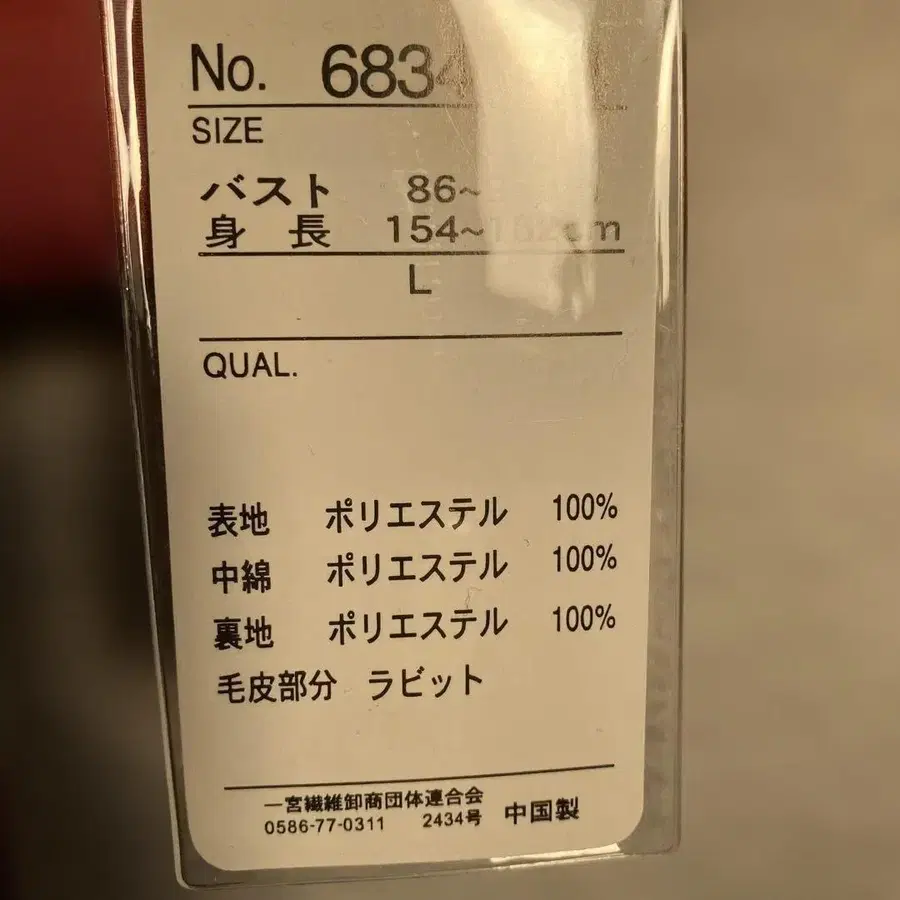 No. 6834
SIZE
バスト 86~
身長 154~162cm
L
QUAL.
表地 ポリエステル 100%
中綿 ポリエステル 100%
裏地 ポリエステル 100%
毛皮部分 ラビット
一宮繊維卸商団体連合会
0586-77-0311 2434号 中国製